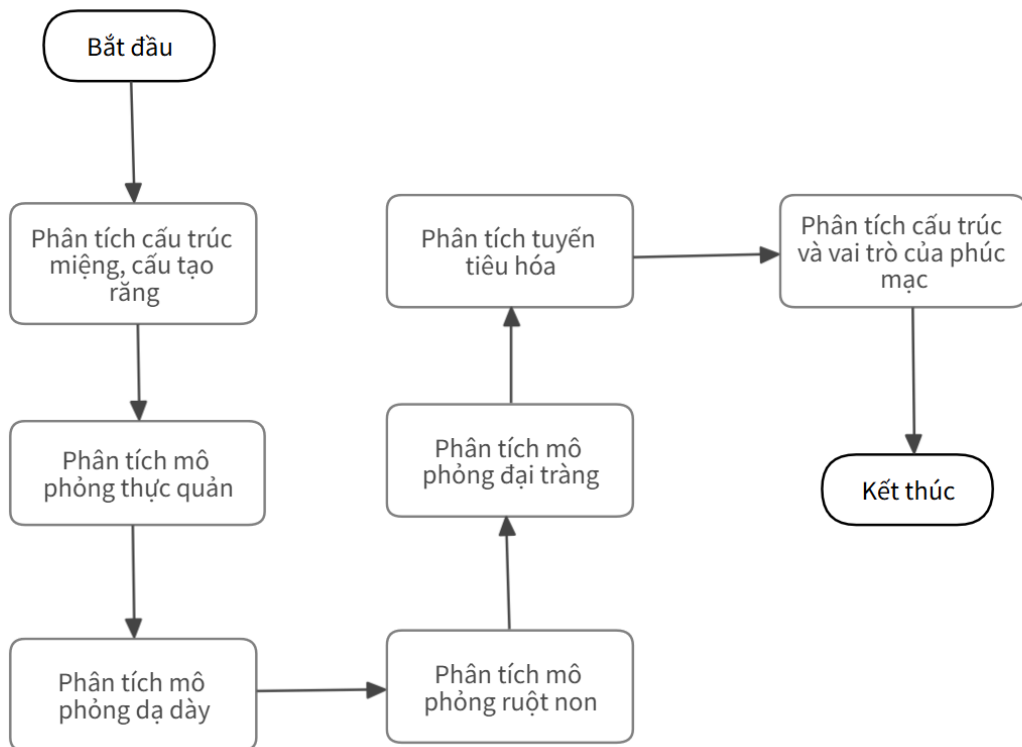 Bắt đầu
Phân tích cấu trúc
miệng, cấu tạo
răng
Phân tích mô
phỏng thực quản
Phân tích mô
phỏng dạ dày
Phân tích mô
phỏng ruột non
Phân tích mô
phỏng đại tràng
Phân tích tuyến
tiêu hóa
Phân tích cấu trúc
và vai trò của phúc
mạc
Kết thúc